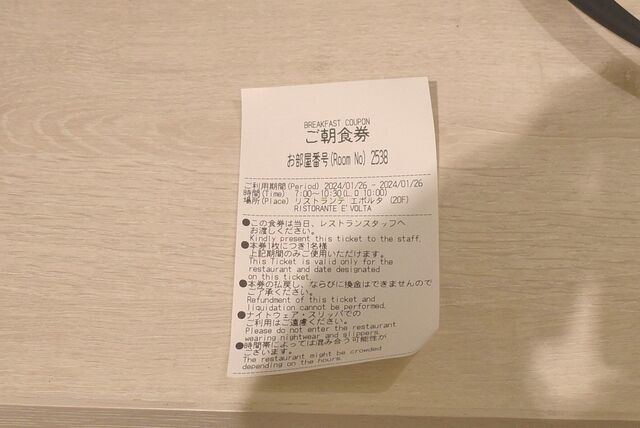 BREAKFAST COUPON
ご朝食券
お部屋番号(Room No) 2538
ご利用期間(Period) 2024/01/26 - 2024/01/26
時間(Time) 7:00～10:30(L.O 10:00)
場所(Place) リストランテ エボルタ (20F)
RISTORANTE E'VOLTA
●この食券は当日、レストランスタッフへ
お渡しください。
Kindly present this ticket to the staff.
●本券1枚につき1名様
上記期間のみご使用いただけます。
This Ticket is valid only for the
restaurant and date designated
on this ticket.
●本券の払戻し、ならびに換金はできませんので
ご了承ください。
Refundment of this ticket and
liquidation cannot be performed.
●ナイトウェア・スリッパでの
ご利用はご遠慮ください。
Please do not enter the restaurant
wearing nightwear and slippers.
●時間帯によっては混み合う可能性が
ございます。
The restaurant might be crowded
depending on the hours.